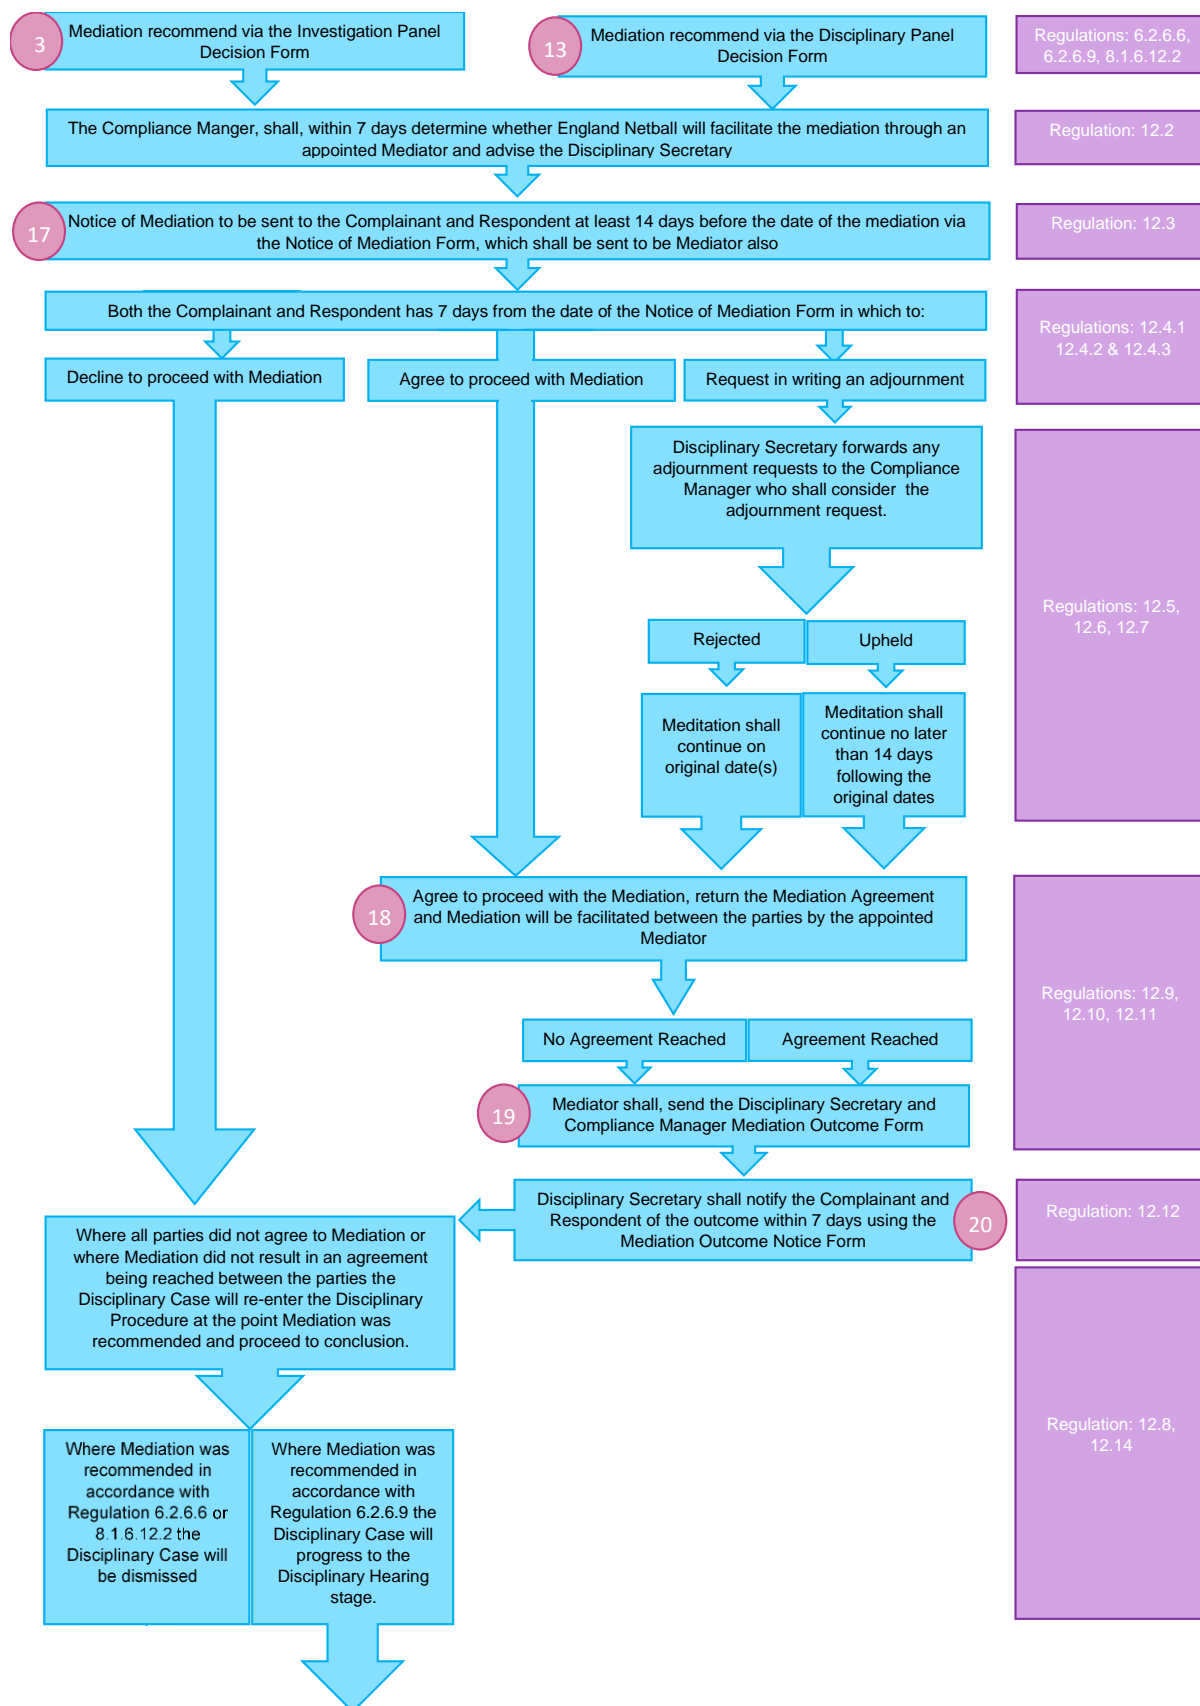 3
Mediation recommend via the Investigation Panel
Decision Form
13
Mediation recommend via the Disciplinary Panel
Decision Form
Regulations: 6.2.6.6,
6.2.6.9, 8.1.6.12.2
The Compliance Manger, shall, within 7 days determine whether England Netball will facilitate the mediation through an
appointed Mediator and advise the Disciplinary Secretary
Regulation: 12.2
17
Notice of Mediation to be sent to the Complainant and Respondent at least 14 days before the date of the mediation via
the Notice of Mediation Form, which shall be sent to be Mediator also
Regulation: 12.3
Both the Complainant and Respondent has 7 days from the date of the Notice of Mediation Form in which to:
Regulations: 12.4.1
12.4.2 & 12.4.3
Decline to proceed with Mediation
Agree to proceed with Mediation
Request in writing an adjournment
Disciplinary Secretary forwards any
adjournment requests to the Compliance
Manager who shall consider the
adjournment request.
Regulations: 12.5,
12.6, 12.7
Rejected
Upheld
Meditation shall
continue on
original date(s)
Meditation shall
continue no later
than 14 days
following the
original dates
18
Agree to proceed with the Mediation, return the Mediation Agreement
and Mediation will be facilitated between the parties by the appointed
Mediator
Regulations: 12.9,
12.10, 12.11
No Agreement Reached
Agreement Reached
19
Mediator shall, send the Disciplinary Secretary and
Compliance Manager Mediation Outcome Form
Disciplinary Secretary shall notify the Complainant and
Respondent of the outcome within 7 days using the
Mediation Outcome Notice Form
20
Regulation: 12.12
Where all parties did not agree to Mediation or
where Mediation did not result in an agreement
being reached between the parties the
Disciplinary Case will re-enter the Disciplinary
Procedure at the point Mediation was
recommended and proceed to conclusion.
Regulation: 12.8,
12.14
Where Mediation was
recommended in
accordance with
Regulation 6.2.6.6 or
8.1.6.12.2 the
Disciplinary Case will
be dismissed
Where Mediation was
recommended in
accordance with
Regulation 6.2.6.9 the
Disciplinary Case will
progress to the
Disciplinary Hearing
stage.